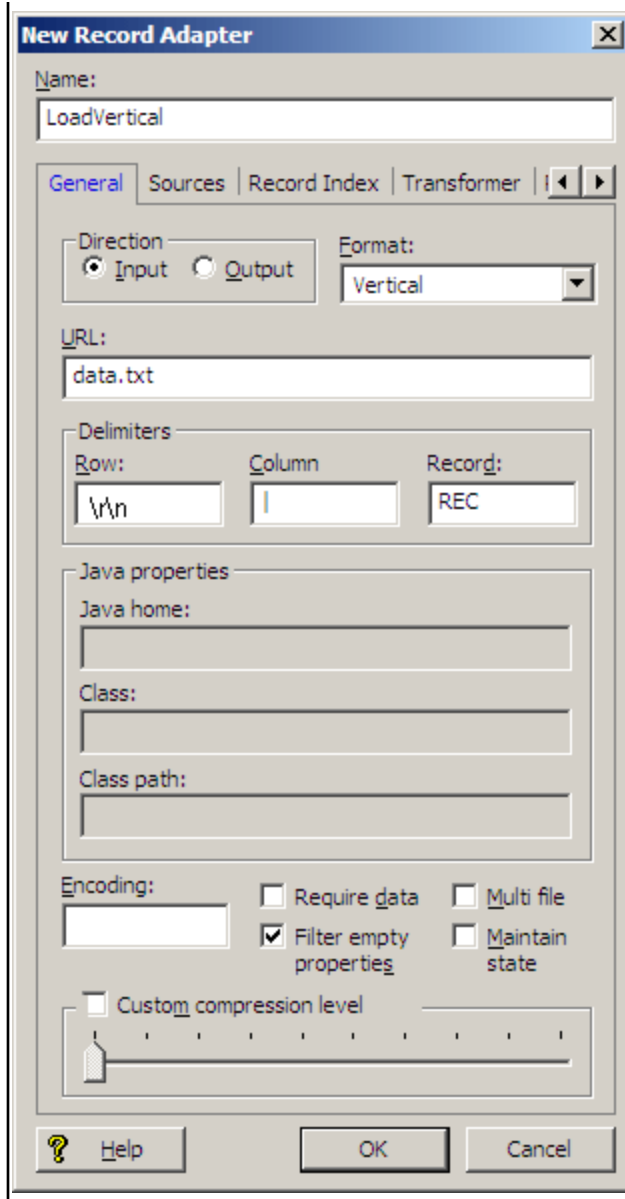 New Record Adapter
Name:
LoadVertical
General Sources Record Index Transformer
Direction
Input Output
Format:
Vertical
URL:
data.txt
Delimiters
Row: Column Record:
\r\n | REC
Java properties
Java home:
Class:
Class path:
Encoding:
Require data Multi file
Filter empty properties
Maintain state
Custom compression level
Help OK Cancel